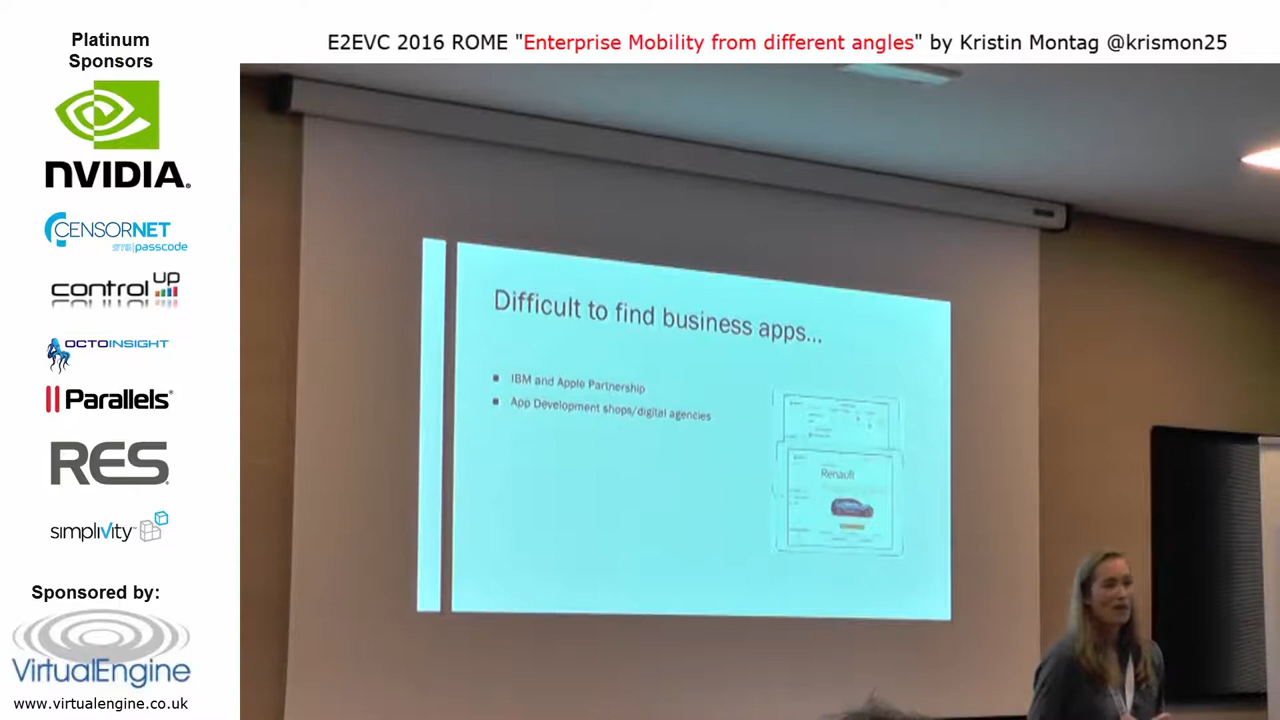 Platinum
Sponsors
E2EVC 2016 ROME "Enterprise Mobility from different angles" by Kristin Montag @krismon25
NVIDIA.
CENSORNET
SMS|passcode
control up
OCTOINSIGHT
Parallels
RES
simplivity
Sponsored by:
VirtualEngine
www.virtualengine.co.uk
Difficult to find business apps...
IBM and Apple Partnership
App Development shops/digital agencies
Renault